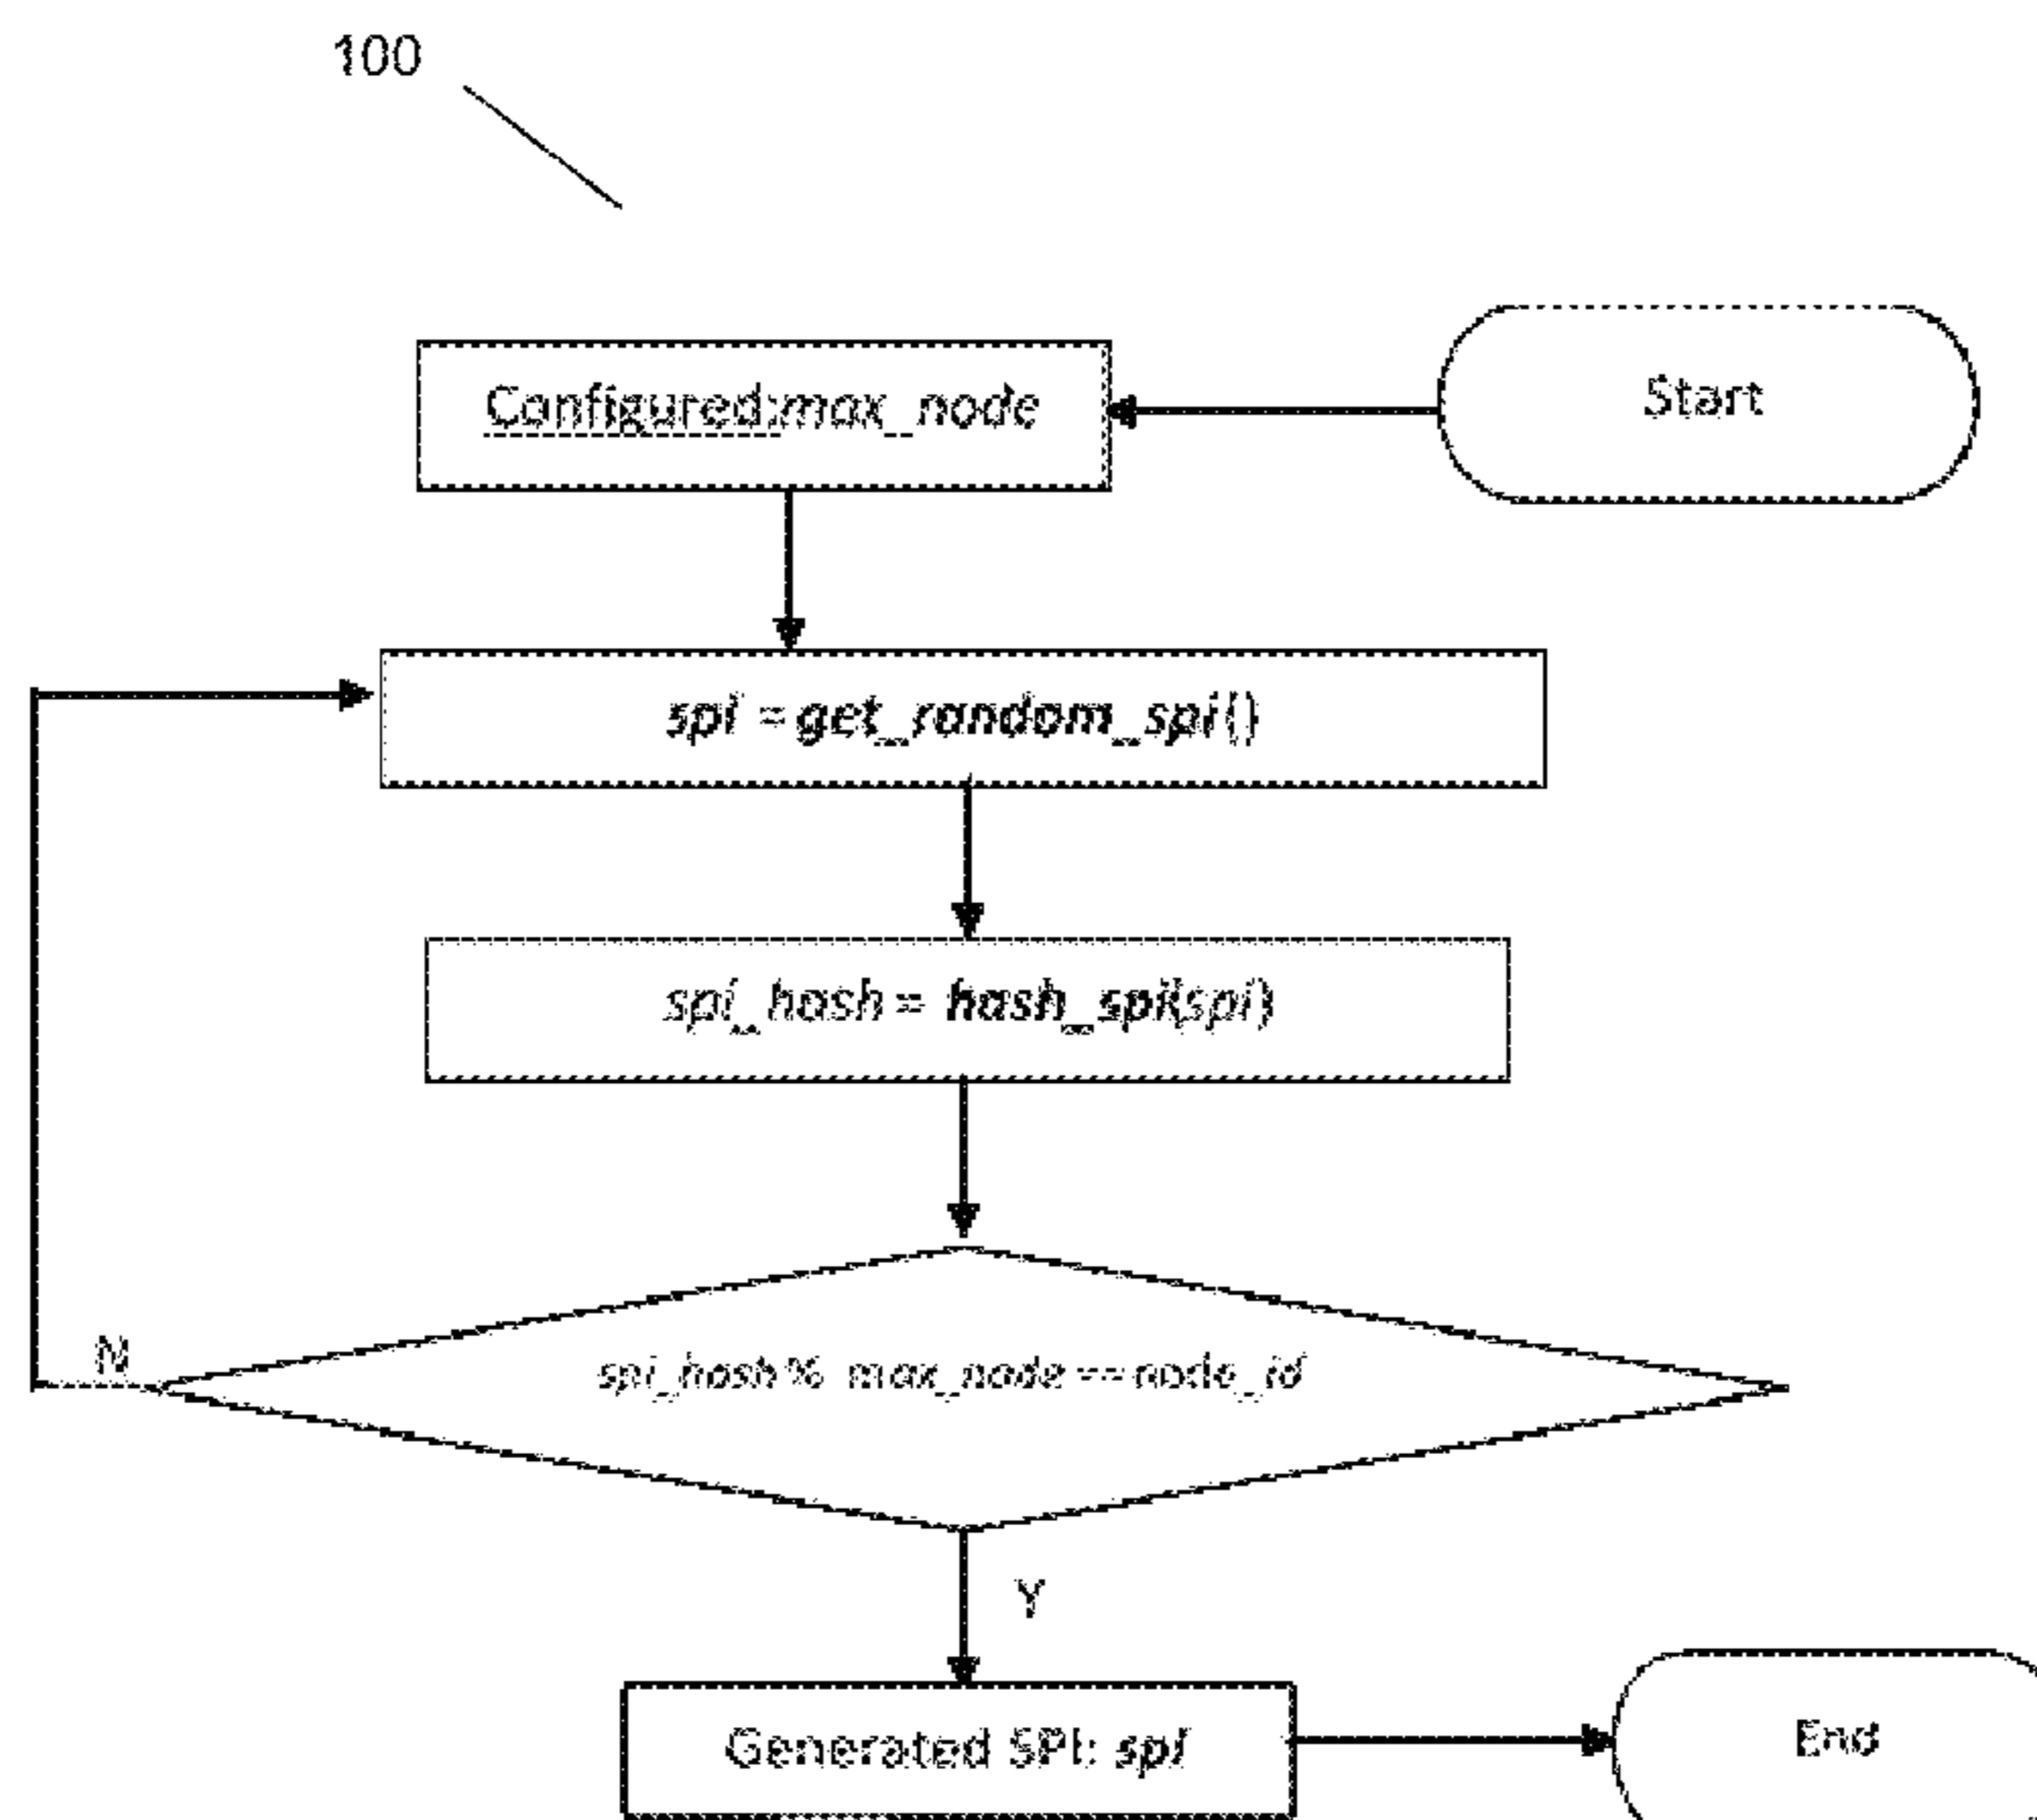 100
Configured:max_node
Start
spi = get_random_spi()
spi_hash = hash_spi(spi)
N
spi_hash % max_node == node_id
Y
Generated SPI: spi
End